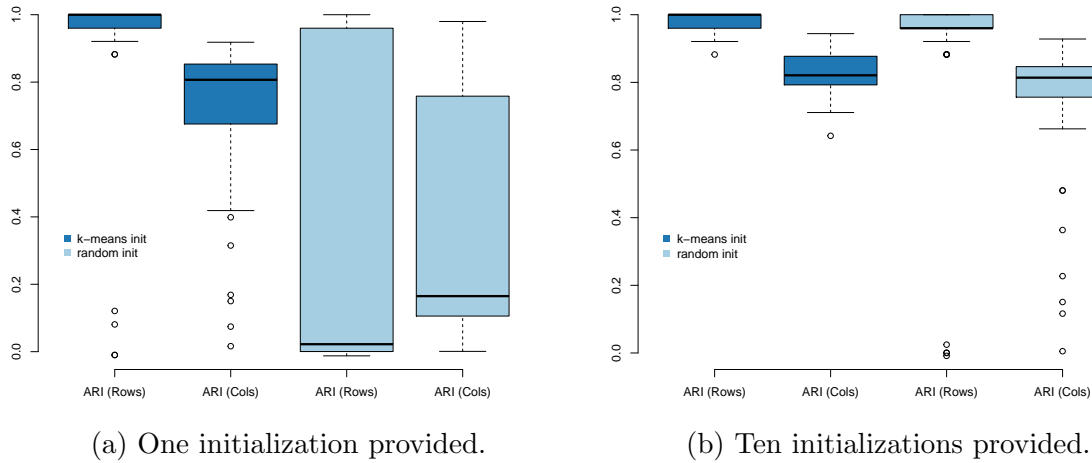 1.0
0.8
0.6
0.4
0.2
0.0
k−means init
random init
ARI (Rows) ARI (Cols) ARI (Rows) ARI (Cols)
(a) One initialization provided.
1.0
0.8
0.6
0.4
0.2
0.0
k−means init
random init
ARI (Rows) ARI (Cols) ARI (Rows) ARI (Cols)
(b) Ten initializations provided.